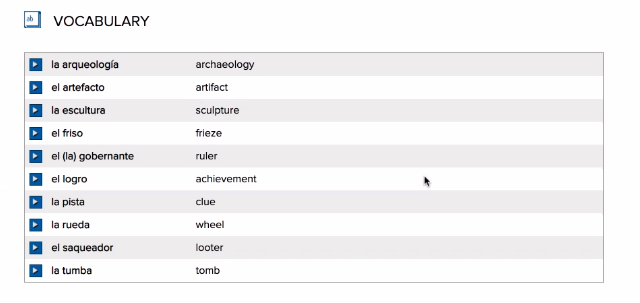 ab VOCABULARY
la arqueología archaeology
el artefacto artifact
la escultura sculpture
el friso frieze
el (la) gobernante ruler
el logro achievement
la pista clue
la rueda wheel
el saqueador looter
la tumba tomb